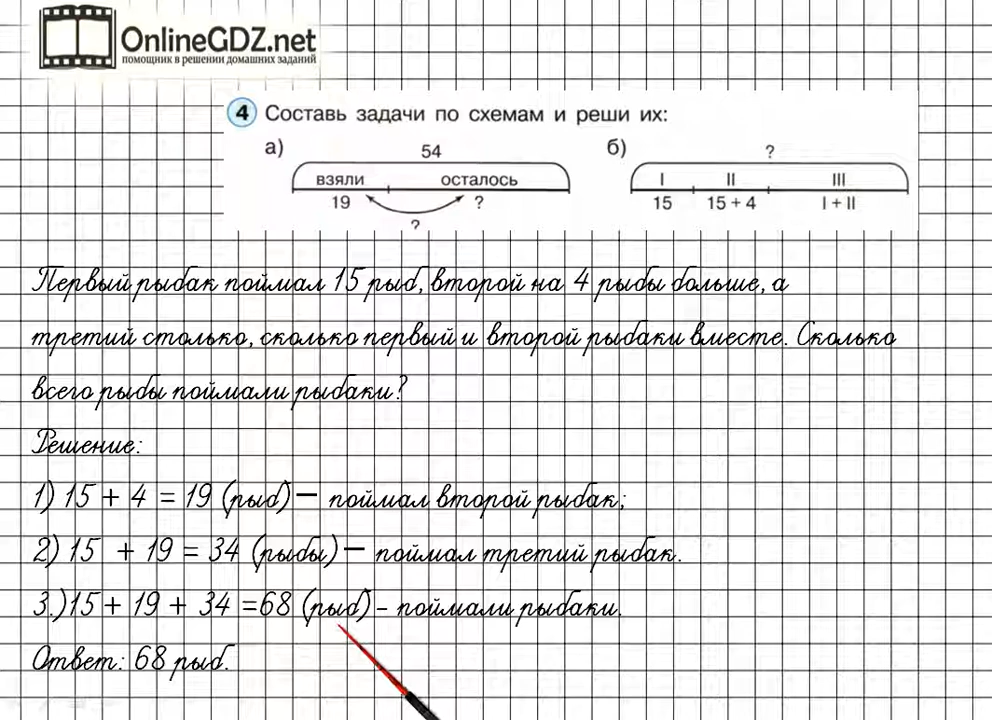 OnlineGDZ.net
помощник в решении домашних заданий
4 Составь задачи по схемам и реши их:
а) 54
взяли осталось
19 ?
?
б) ?
I II III
15 15 + 4 I + II
Первый рыбак поймал 15 рыб, второй на 4 рыбы больше, а
третий столько, сколько первый и второй рыбаки вместе. Сколько
всего рыбы поймали рыбаки?
Решение:
1) 15 + 4 = 19 (рыб) – поймал второй рыбак;
2) 15 + 19 = 34 (рыбы) – поймал третий рыбак.
3.) 15 + 19 + 34 = 68 (рыб) - поймали рыбаки.
Ответ: 68 рыб.